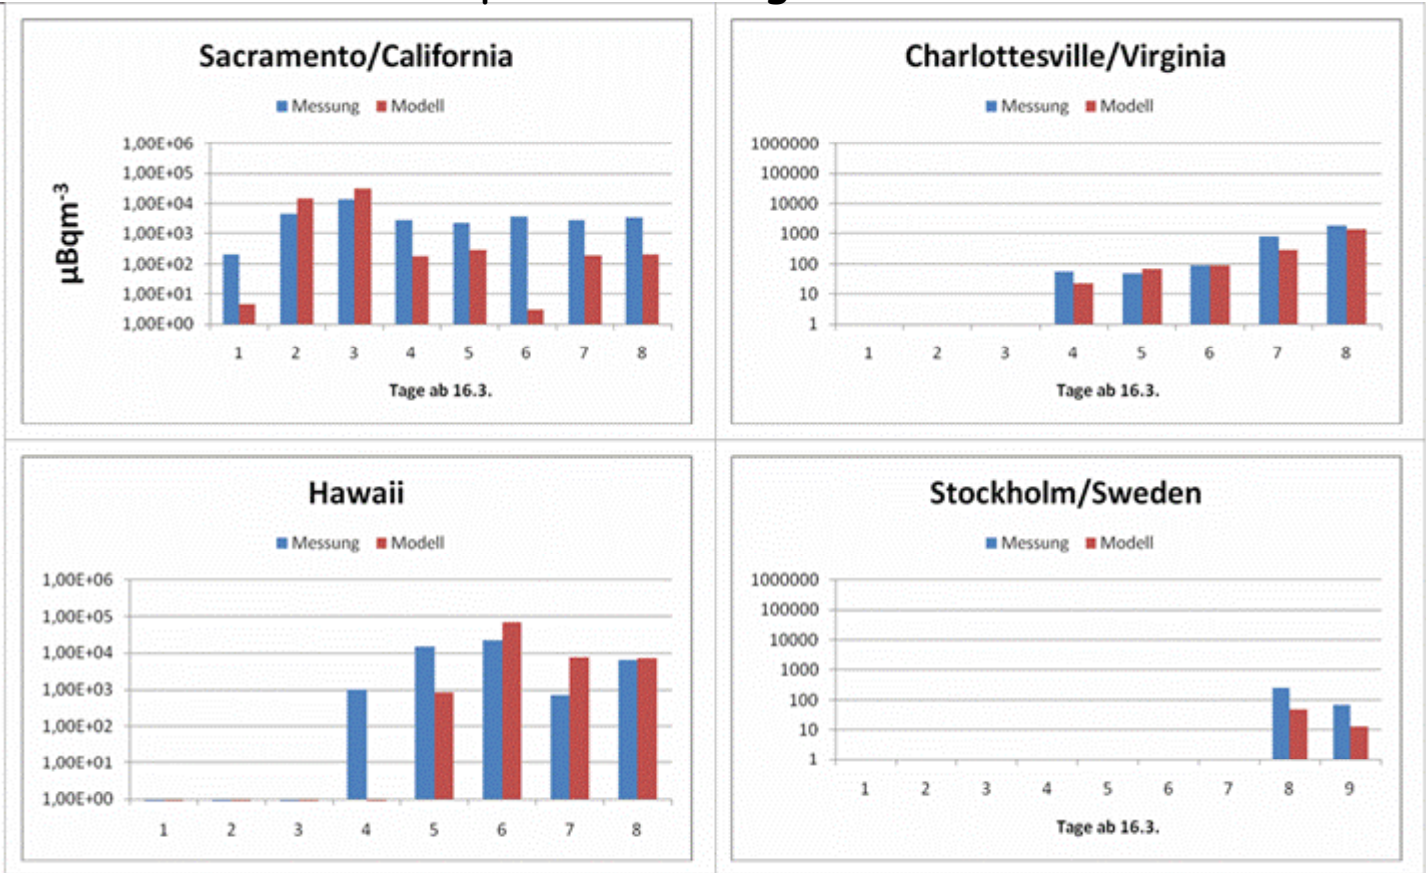 Sacramento/California
Messung Modell
µBqm-3
1,00E+06
1,00E+05
1,00E+04
1,00E+03
1,00E+02
1,00E+01
1,00E+00
1 2 3 4 5 6 7 8
Tage ab 16.3.
Charlottesville/Virginia
Messung Modell
1000000
100000
10000
1000
100
10
1
1 2 3 4 5 6 7 8
Tage ab 16.3.
Hawaii
Messung Modell
1,00E+06
1,00E+05
1,00E+04
1,00E+03
1,00E+02
1,00E+01
1,00E+00
1 2 3 4 5 6 7 8
Stockholm/Sweden
Messung Modell
1000000
100000
10000
1000
100
10
1
1 2 3 4 5 6 7 8 9
Tage ab 16.3.